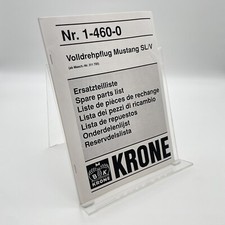 Nr. 1-460-0
Volldrehpflug Mustang SL/V
Ersatzteilliste
Spare parts list
Liste de pièces de rechange
Lista dei pezzi di ricambio
Lista de repuestos
Onderdelenlijst
Reservdelslista
KRONE
KRONE